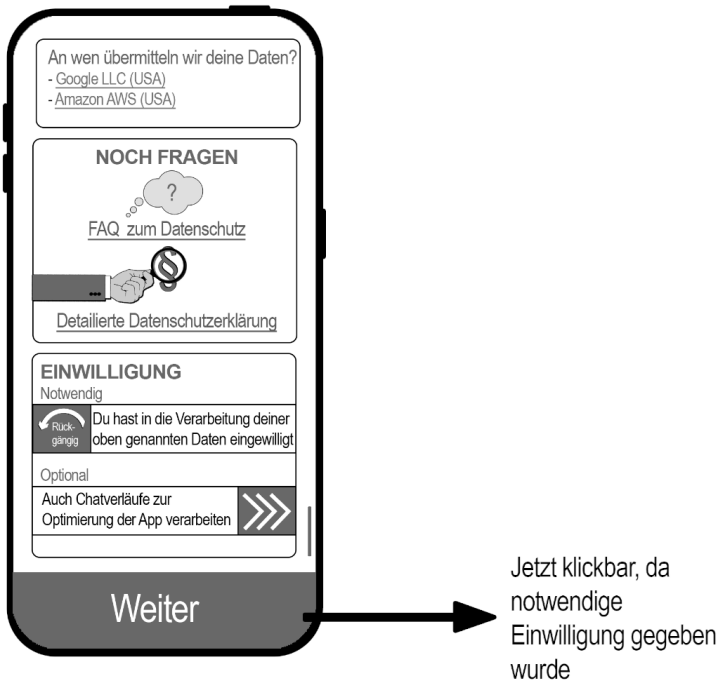 An wen übermitteln wir deine Daten?
- Google LLC (USA)
- Amazon AWS (USA)
NOCH FRAGEN
?
FAQ zum Datenschutz
§
Detailierte Datenschutzerklärung
EINWILLIGUNG
Notwendig
Rück-
gängig
Du hast in die Verarbeitung deiner
oben genannten Daten eingewilligt
Optional
Auch Chatverläufe zur
Optimierung der App verarbeiten
Weiter
Jetzt klickbar, da
notwendige
Einwilligung gegeben
wurde